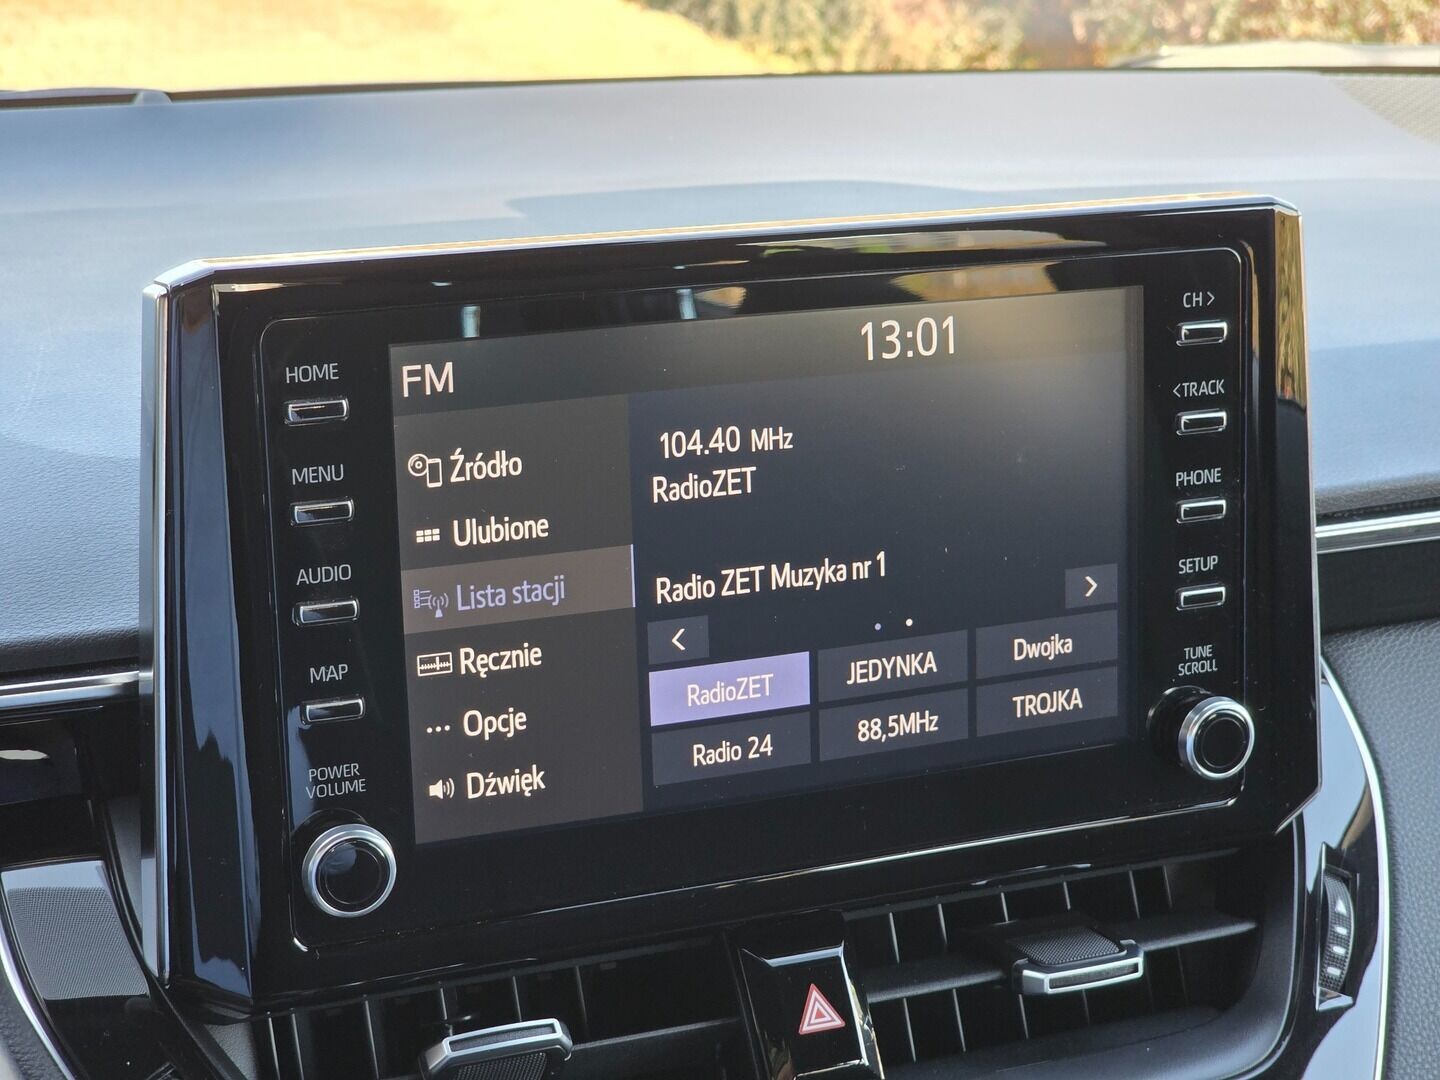 HOME
MENU
AUDIO
MAP
POWER
VOLUME
FM
13:01
Źródło
Ulubione
Lista stacji
Ręcznie
Opcje
Dźwięk
104.40 MHz
RadioZET
Radio ZET Muzyka nr 1
RadioZET
JEDYNKA
Dwojka
Radio 24
88,5MHz
TROJKA
CH>
<TRACK
PHONE
SETUP
TUNE
SCROLL